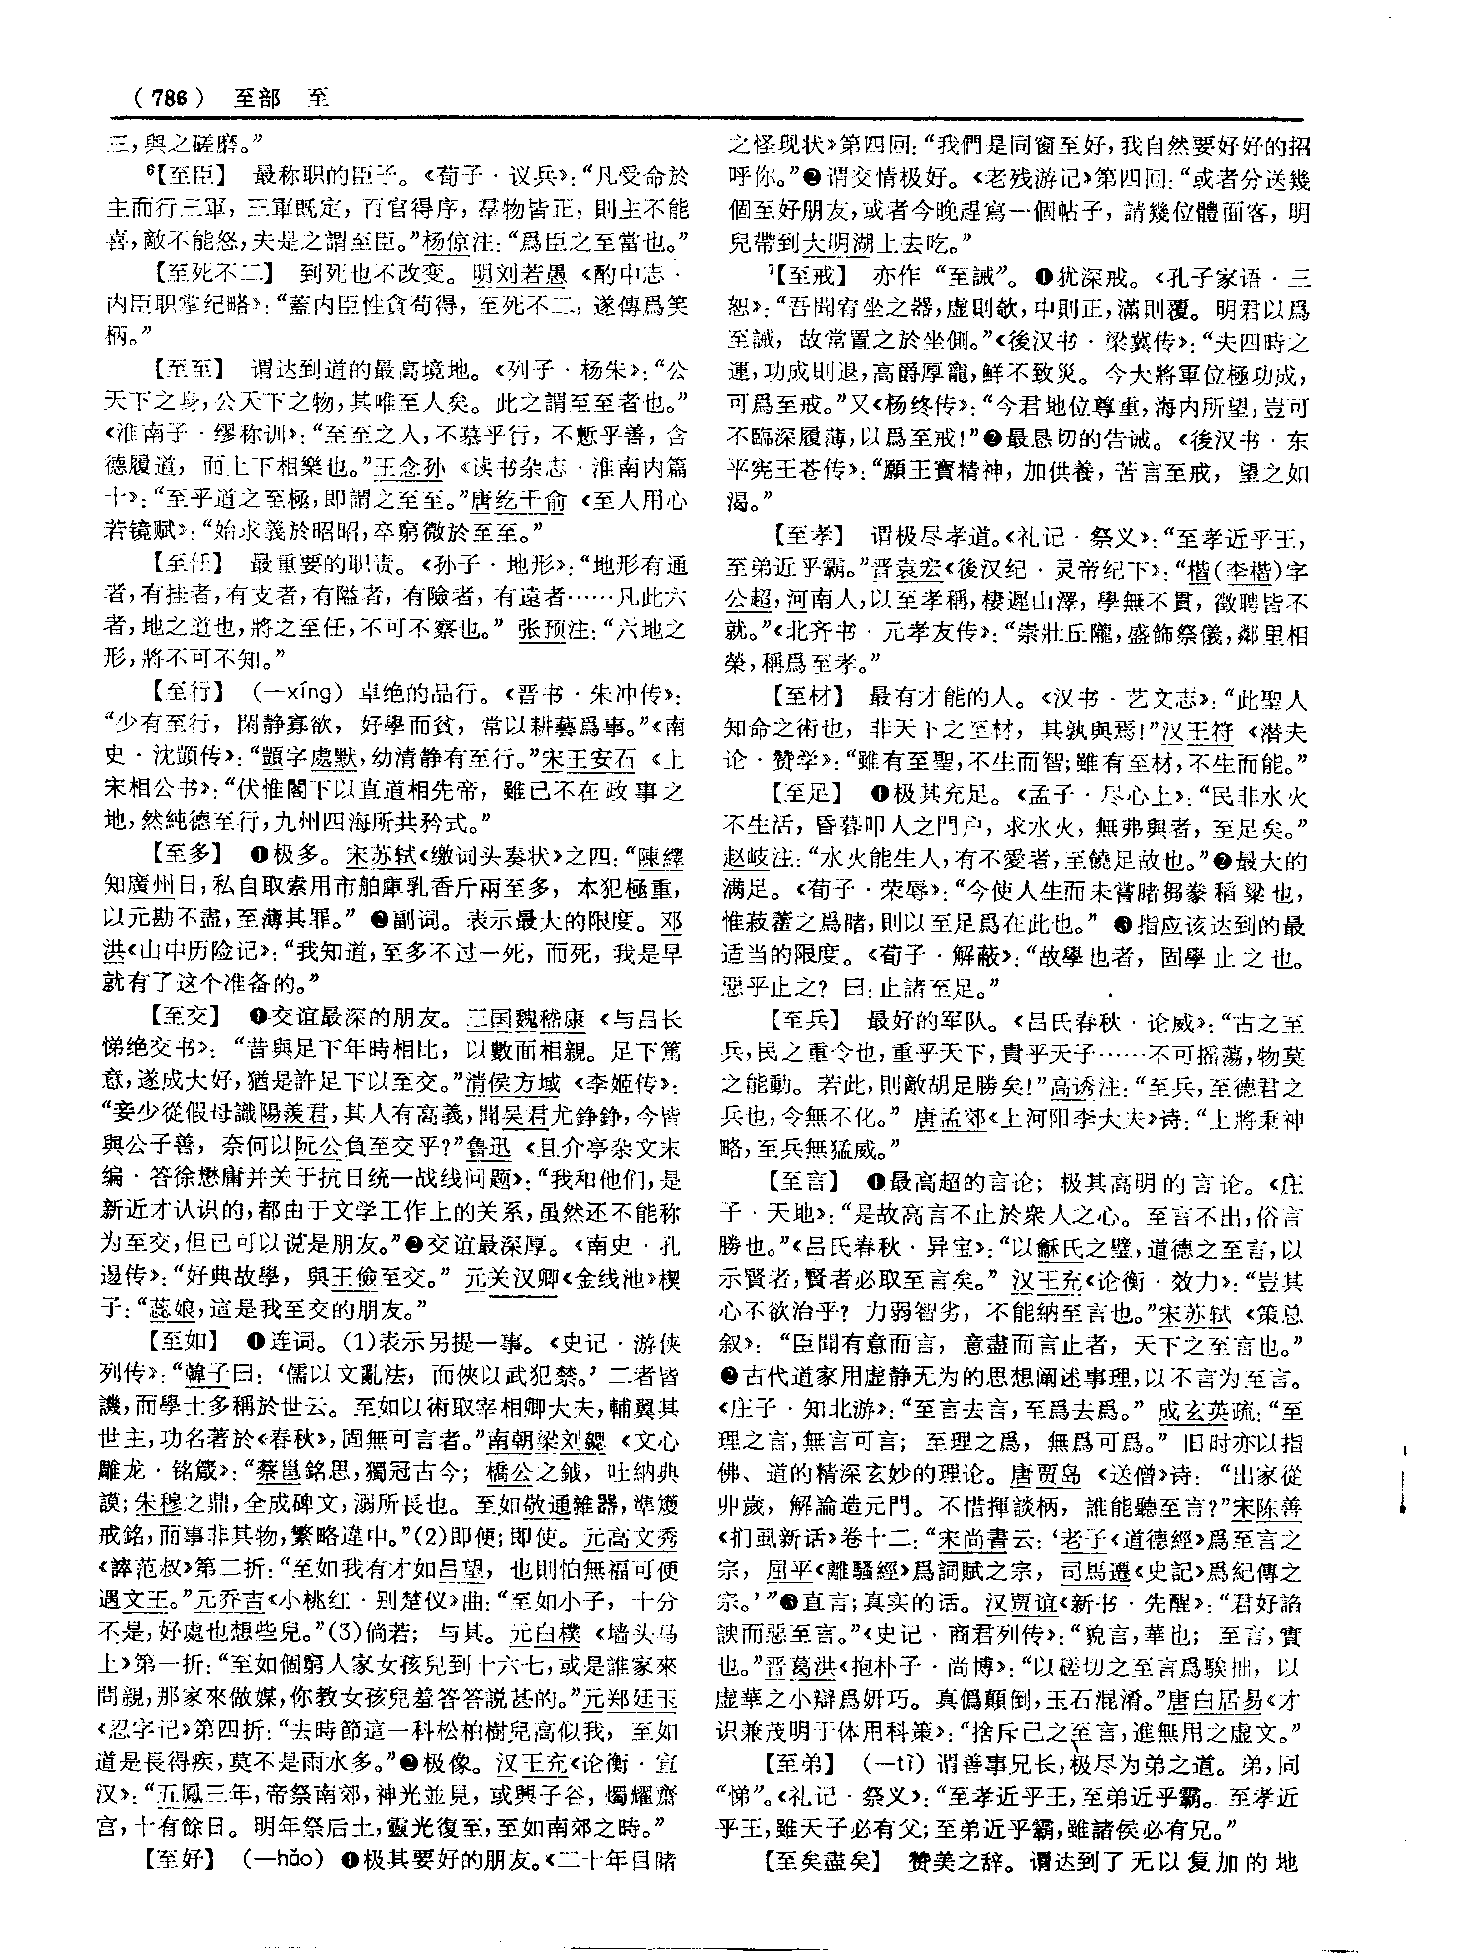 （786） 至部 至
三，與之磋磨。”
⁶【至臣】 最称职的臣子。《荀子·议兵》：“凡受命於
主而行三軍，三軍既定，百官得序，羣物皆正，則主不能
喜，敵不能怒，夫是之謂至臣。”杨倞注：“爲臣之至當也。”
【至死不二】 到死也不改变。明刘若愚《酌中志·
内臣职掌纪略》：“蓋内臣性貪苟得，至死不二，遂傳爲笑
柄。”
【至至】 谓达到道的最高境地。《列子·杨朱》：“公
天下之身，公天下之物，其唯至人矣。此之謂至至者也。”
《淮南子·缪称训》：“至至之人，不慕乎行，不慙乎善，含
德履道，而上下相樂也。”王念孙《读书杂志·淮南内篇
十》：“至乎道之至極，即謂之至至。”唐纥干俞《至人用心
若镜赋》：“始求義於昭昭，卒窮微於至至。”
【至任】 最重要的职责。《孙子·地形》：“地形有通
者，有挂者，有支者，有隘者，有險者，有遠者……凡此六
者，地之道也，將之至任，不可不察也。”张预注：“六地之
形，將不可不知。”
【至行】 （—xíng）卓绝的品行。《晋书·朱冲传》：
“少有至行，閑静寡欲，好學而貧，常以耕藝爲事。”《南
史·沈顗传》：“顗字處默，幼清静有至行。”宋王安石《上
宋相公书》：“伏惟閣下以直道相先帝，雖已不在政事之
地，然純德至行，九州四海所共矜式。”
【至多】 ❶极多。宋苏轼《缴词头奏状》之四：“陳繹
知廣州日，私自取索用市舶庫乳香斤兩至多，本犯極重，
以元勘不盡，至薄其罪。”❷副词。表示最大的限度。邓
洪《山中历险记》：“我知道，至多不过一死，而死，我是早
就有了这个准备的。”
【至交】 ❶交谊最深的朋友。三国魏嵇康《与吕长
悌绝交书》：“昔與足下年時相比，以數面相親。足下篤
意，遂成大好，猶是許足下以至交。”清侯方域《李姬传》：
“妾少從假母識陽羨君，其人有高義，聞吴君尤錚錚，今皆
與公子善，奈何以阮公負至交乎？”鲁迅《且介亭杂文末
编·答徐懋庸并关于抗日统一战线问题》：“我和他们，是
新近才认识的，都由于文学工作上的关系，虽然还不能称
为至交，但已可以说是朋友。”❷交谊最深厚。《南史·孔
逷传》：“好典故學，與王儉至交。”元关汉卿《金线池》楔
子：“蕊娘，這是我至交的朋友。”
【至如】 ❶连词。(1)表示另提一事。《史记·游侠
列传》：“韓子曰：‘儒以文亂法，而俠以武犯禁。’二者皆
譏，而學士多稱於世云。至如以術取宰相卿大夫，輔翼其
世主，功名著於《春秋》，固無可言者。”南朝梁刘勰《文心
雕龙·铭箴》：“蔡邕銘思，獨冠古今；橋公之鉞，吐納典
謨；朱穆之鼎，全成碑文，溺所長也。至如敬通雜器，準矱
戒銘，而事非其物，繁略違中。”(2)即便；即使。元高文秀
《谇范叔》第二折：“至如我有才如吕望，也則怕無福可便
遇文王。”元乔吉《小桃红·别楚仪》曲：“至如小子，十分
不是，好處也想些兒。”(3)倘若；与其。元白樸《墙头马
上》第一折：“至如個窮人家女孩兒到十六七，或是誰家來
問親，那家來做媒，你教女孩兒羞答答説甚的。”元郑廷玉
《忍字记》第四折：“去時節這一科松柏樹兒高似我，至如
道是長得疾，莫不是雨水多。”❷极像。汉王充《论衡·宣
汉》：“五鳳三年，帝祭南郊，神光並見，或興子谷，燭耀齋
宫，十有餘日。明年祭后土，靈光復至，至如南郊之時。”
【至好】 （—hǎo）❶极其要好的朋友。《二十年目睹
之怪现状》第四回：“我們是同窗至好，我自然要好好的招
呼你。”❷谓交情极好。《老残游记》第四回：“或者分送幾
個至好朋友，或者今晚趕寫一個帖子，請幾位體面客，明
兒帶到大明湖上去吃。”
⁷【至戒】 亦作“至誡”。❶犹深戒。《孔子家语·三
恕》：“吾聞宥坐之器，虚則欹，中則正，滿則覆。明君以爲
至誡，故常置之於坐側。”《後汉书·梁冀传》：“夫四時之
運，功成則退，高爵厚寵，鮮不致災。今大將軍位極功成，
可爲至戒。”又《杨终传》：“今君地位尊重，海内所望，豈可
不臨深履薄，以爲至戒！”❷最恳切的告诫。《後汉书·东
平宪王苍传》：“願王寶精神，加供養，苦言至戒，望之如
渴。”
【至孝】 谓极尽孝道。《礼记·祭义》：“至孝近乎王，
至弟近乎霸。”晋袁宏《後汉纪·灵帝纪下》：“楷(李楷)字
公超，河南人，以至孝稱，棲遲山澤，學無不貫，徵聘皆不
就。”《北齐书·元孝友传》：“崇壯丘隴，盛飾祭儀，鄰里相
榮，稱爲至孝。”
【至材】 最有才能的人。《汉书·艺文志》：“此聖人
知命之術也，非天下之至材，其孰與焉！”汉王符《潜夫
论·赞学》：“雖有至聖，不生而智；雖有至材，不生而能。”
【至足】 ❶极其充足。《孟子·尽心上》：“民非水火
不生活，昏暮叩人之門户，求水火，無弗與者，至足矣。”
赵岐注：“水火能生人，有不愛者，至饒足故也。”❷最大的
满足。《荀子·荣辱》：“今使人生而未嘗睹芻豢稻粱也，
惟菽藿之爲睹，則以至足爲在此也。”❸指应该达到的最
适当的限度。《荀子·解蔽》：“故學也者，固學止之也。
惡乎止之？曰：止諸至足。”
【至兵】 最好的军队。《吕氏春秋·论威》：“古之至
兵，民之重令也，重乎天下，貴乎天子……不可摇蕩，物莫
之能動。若此，則敵胡足勝矣！”高诱注：“至兵，至德君之
兵也，令無不化。”唐孟郊《上河阳李大夫》诗：“上將秉神
略，至兵無猛威。”
【至言】 ❶最高超的言论；极其高明的言论。《庄
子·天地》：“是故高言不止於衆人之心。至言不出，俗言
勝也。”《吕氏春秋·异宝》：“以龢氏之璧，道德之至言，以
示賢者，賢者必取至言矣。”汉王充《论衡·效力》：“豈其
心不欲治乎？力弱智劣，不能納至言也。”宋苏轼《策总
叙》：“臣聞有意而言，意盡而言止者，天下之至言也。”
❷古代道家用虚静无为的思想阐述事理，以不言为至言。
《庄子·知北游》：“至言去言，至爲去爲。”成玄英疏：“至
理之言，無言可言；至理之爲，無爲可爲。”旧时亦以指
佛、道的精深玄妙的理论。唐贾岛《送僧》诗：“出家從
丱歲，解論造元門。不惜揮談柄，誰能聽至言？”宋陈善
《扪虱新话》卷十二：“宋尚書云：‘老子《道德經》爲至言之
宗，屈平《離騷經》爲詞賦之宗，司馬遷《史記》爲紀傳之
宗。’”❸直言；真实的话。汉贾谊《新书·先醒》：“君好諂
諛而惡至言。”《史记·商君列传》：“貌言，華也；至言，實
也。”晋葛洪《抱朴子·尚博》：“以磋切之至言爲騃拙，以
虚華之小辯爲妍巧。真僞顛倒，玉石混淆。”唐白居易《才
识兼茂明于体用科策》：“捨斥己之至言，進無用之虚文。”
【至弟】 （—tì）谓善事兄长，极尽为弟之道。弟，同
“悌”。《礼记·祭义》：“至孝近乎王，至弟近乎霸。至孝近
乎王，雖天子必有父；至弟近乎霸，雖諸侯必有兄。”
【至矣盡矣】 赞美之辞。谓达到了无以复加的地